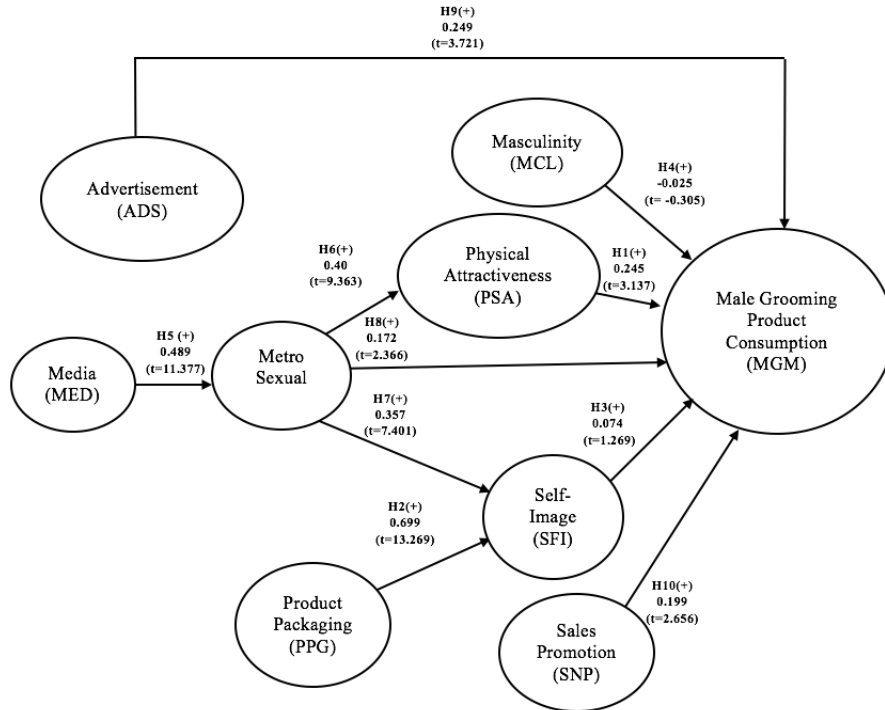 H9(+)
0.249
(t=3.721)
Masculinity
(MCL)
H4(+)
-0.025
(t= -0.305)
Advertisement
(ADS)
H6(+)
0.40
(t=9.363)
Physical
Attractiveness
(PSA)
H1(+)
0.245
(t=3.137)
Male Grooming
Product
Consumption
(MGM)
H5 (+)
0.489
(t=11.377)
H8(+)
0.172
(t=2.366)
Media
(MED)
Metro
Sexual
H7(+)
0.357
(t=7.401)
H3(+)
0.074
(t=1.269)
H2(+)
0.699
(t=13.269)
Self-
Image
(SFI)
Product
Packaging
(PPG)
H10(+)
0.199
(t=2.656)
Sales
Promotion
(SNP)